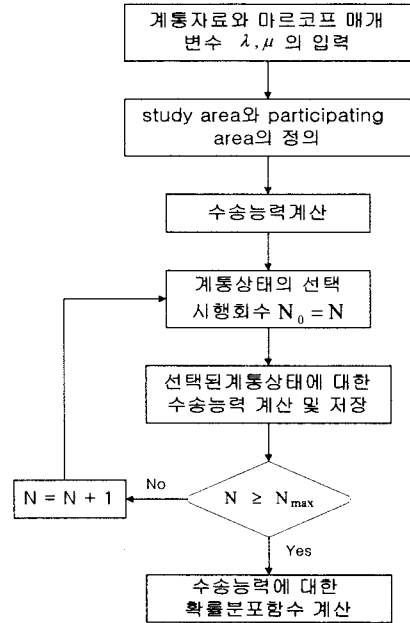 계통자료와 마르코프 매개
변수 λ,μ 의 입력
study area와 participating
area의 정의
수송능력계산
계통상태의 선택
시행회수 N₀ = N
선택된계통상태에 대한
수송능력 계산 및 저장
N ≥ Nmax
No
N = N + 1
Yes
수송능력에 대한
확률분포함수 계산